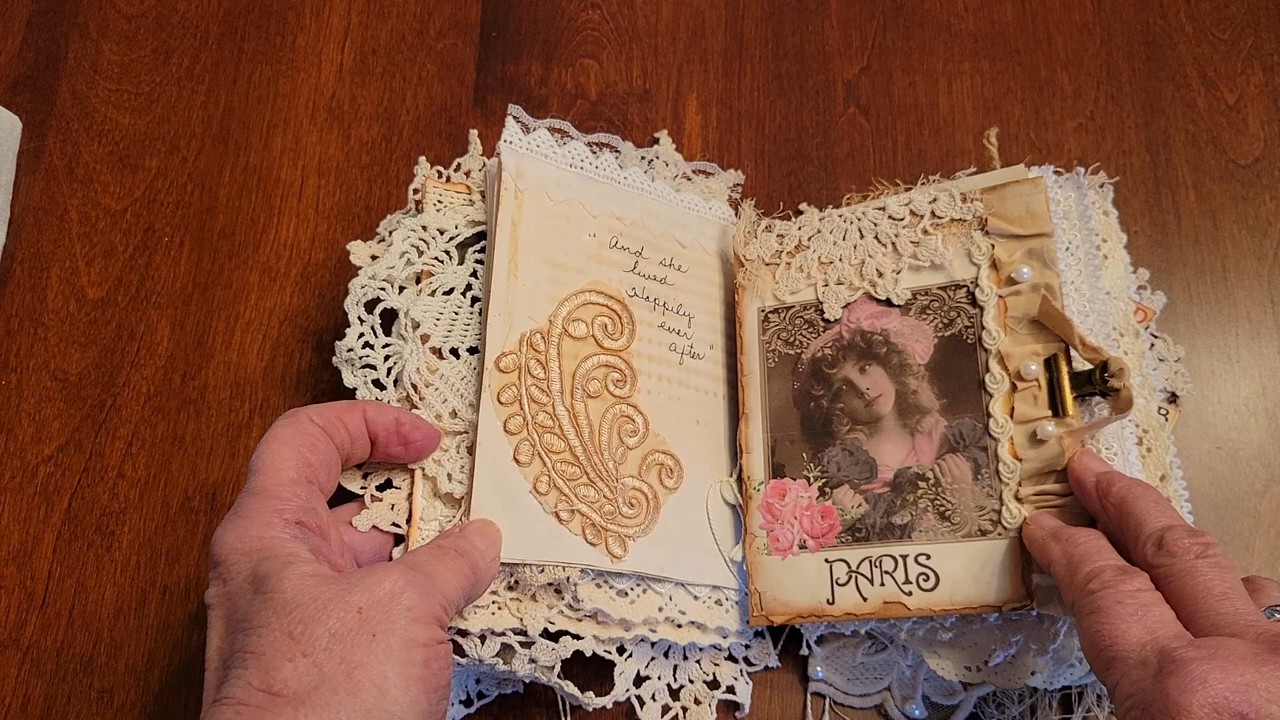 " And she
lived
Happily
ever
after"
PARIS